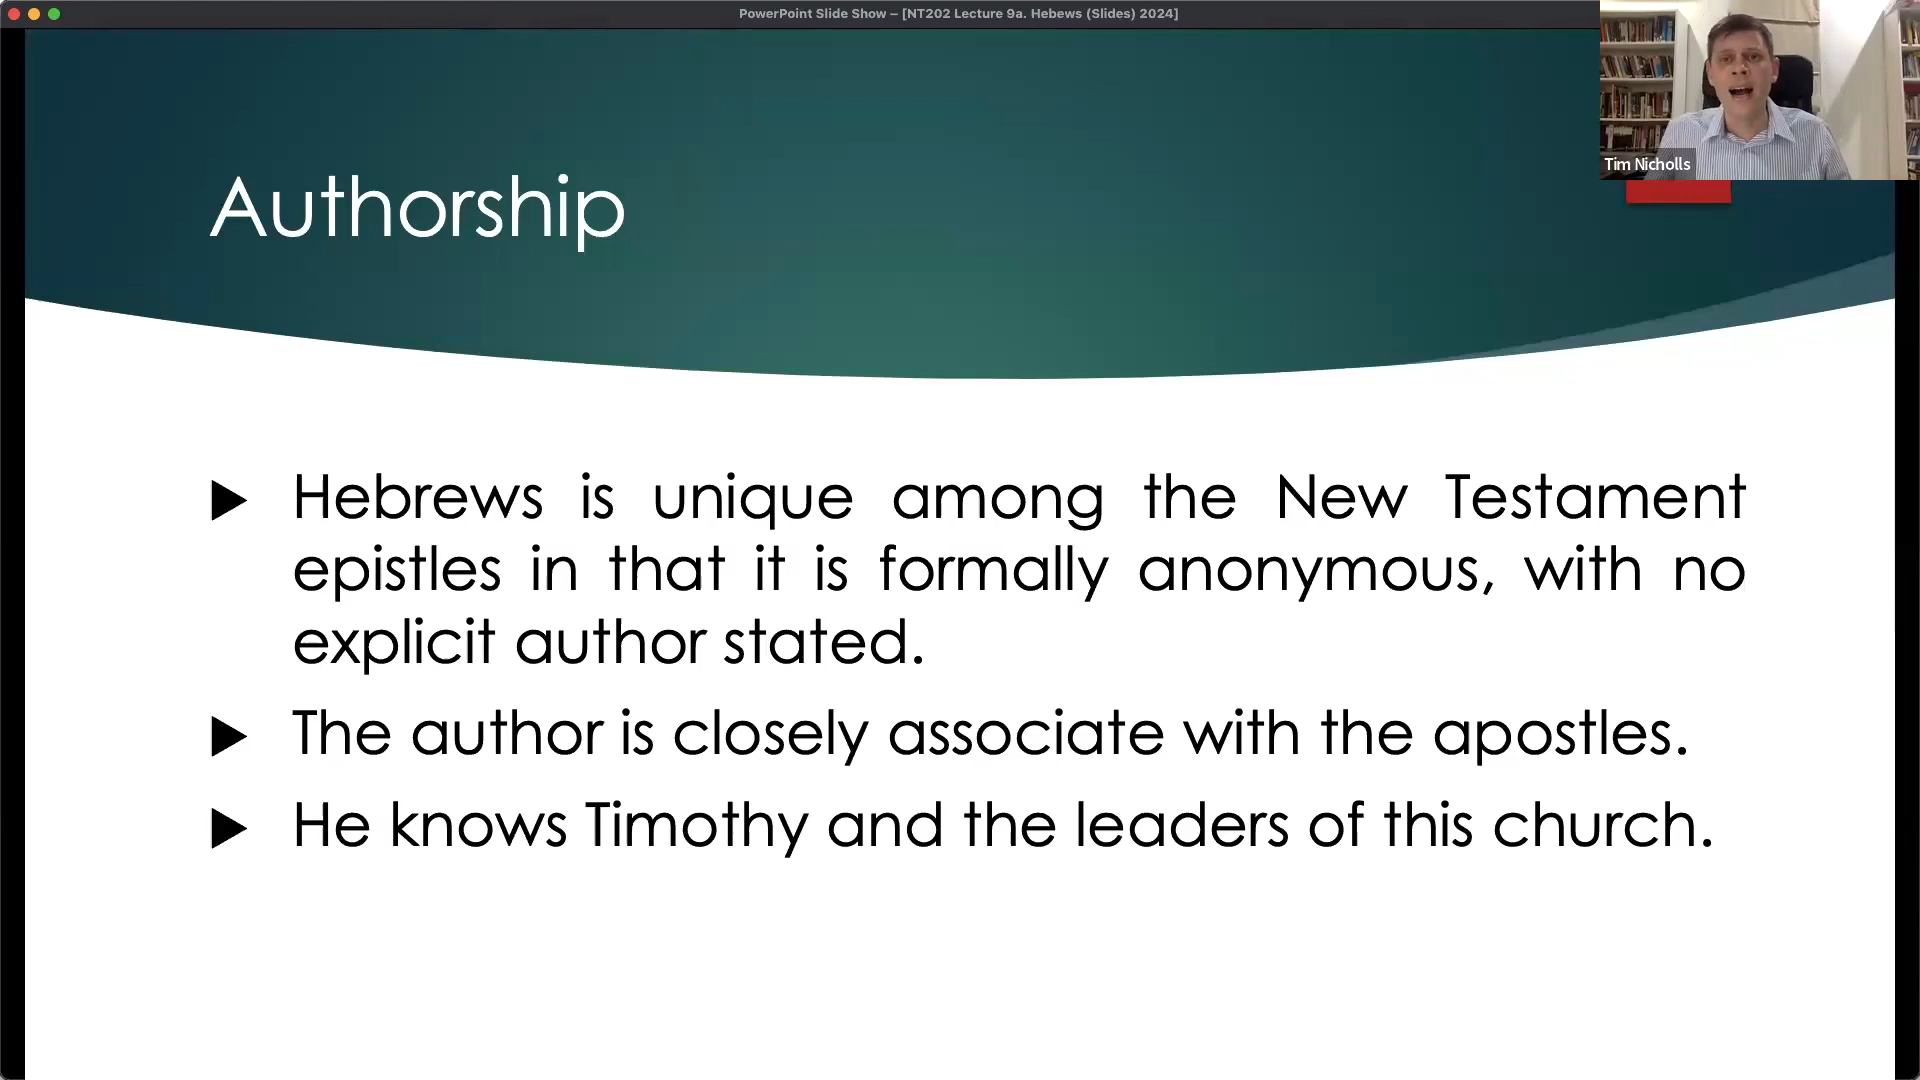 PowerPoint Slide Show – [NT202 Lecture 9a. Hebews (Slides) 2024]
Tim Nicholls
Authorship
Hebrews is unique among the New Testament
epistles in that it is formally anonymous, with no
explicit author stated.
The author is closely associate with the apostles.
He knows Timothy and the leaders of this church.